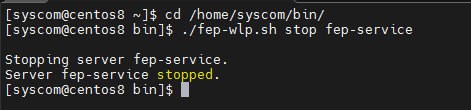 [syscom@centos8 ~]$ cd /home/syscom/bin/
[syscom@centos8 bin]$ ./fep-wlp.sh stop fep-service

Stopping server fep-service.
Server fep-service stopped.
[syscom@centos8 bin]$